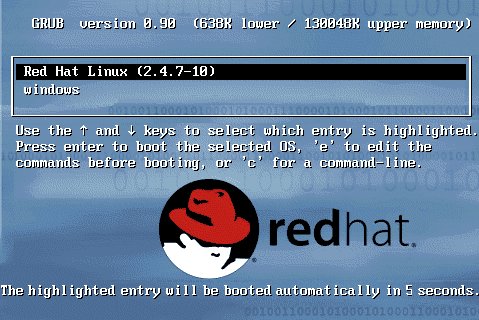 GRUB version 0.90 (638K lower / 130048K upper memory)
Red Hat Linux (2.4.7-10)
windows
Use the ↑ and ↓ keys to select which entry is highlighted.
Press enter to boot the selected OS, 'e' to edit the
commands before booting, or 'c' for a command-line.
redhat.
The highlighted entry will be booted automatically in 5 seconds.